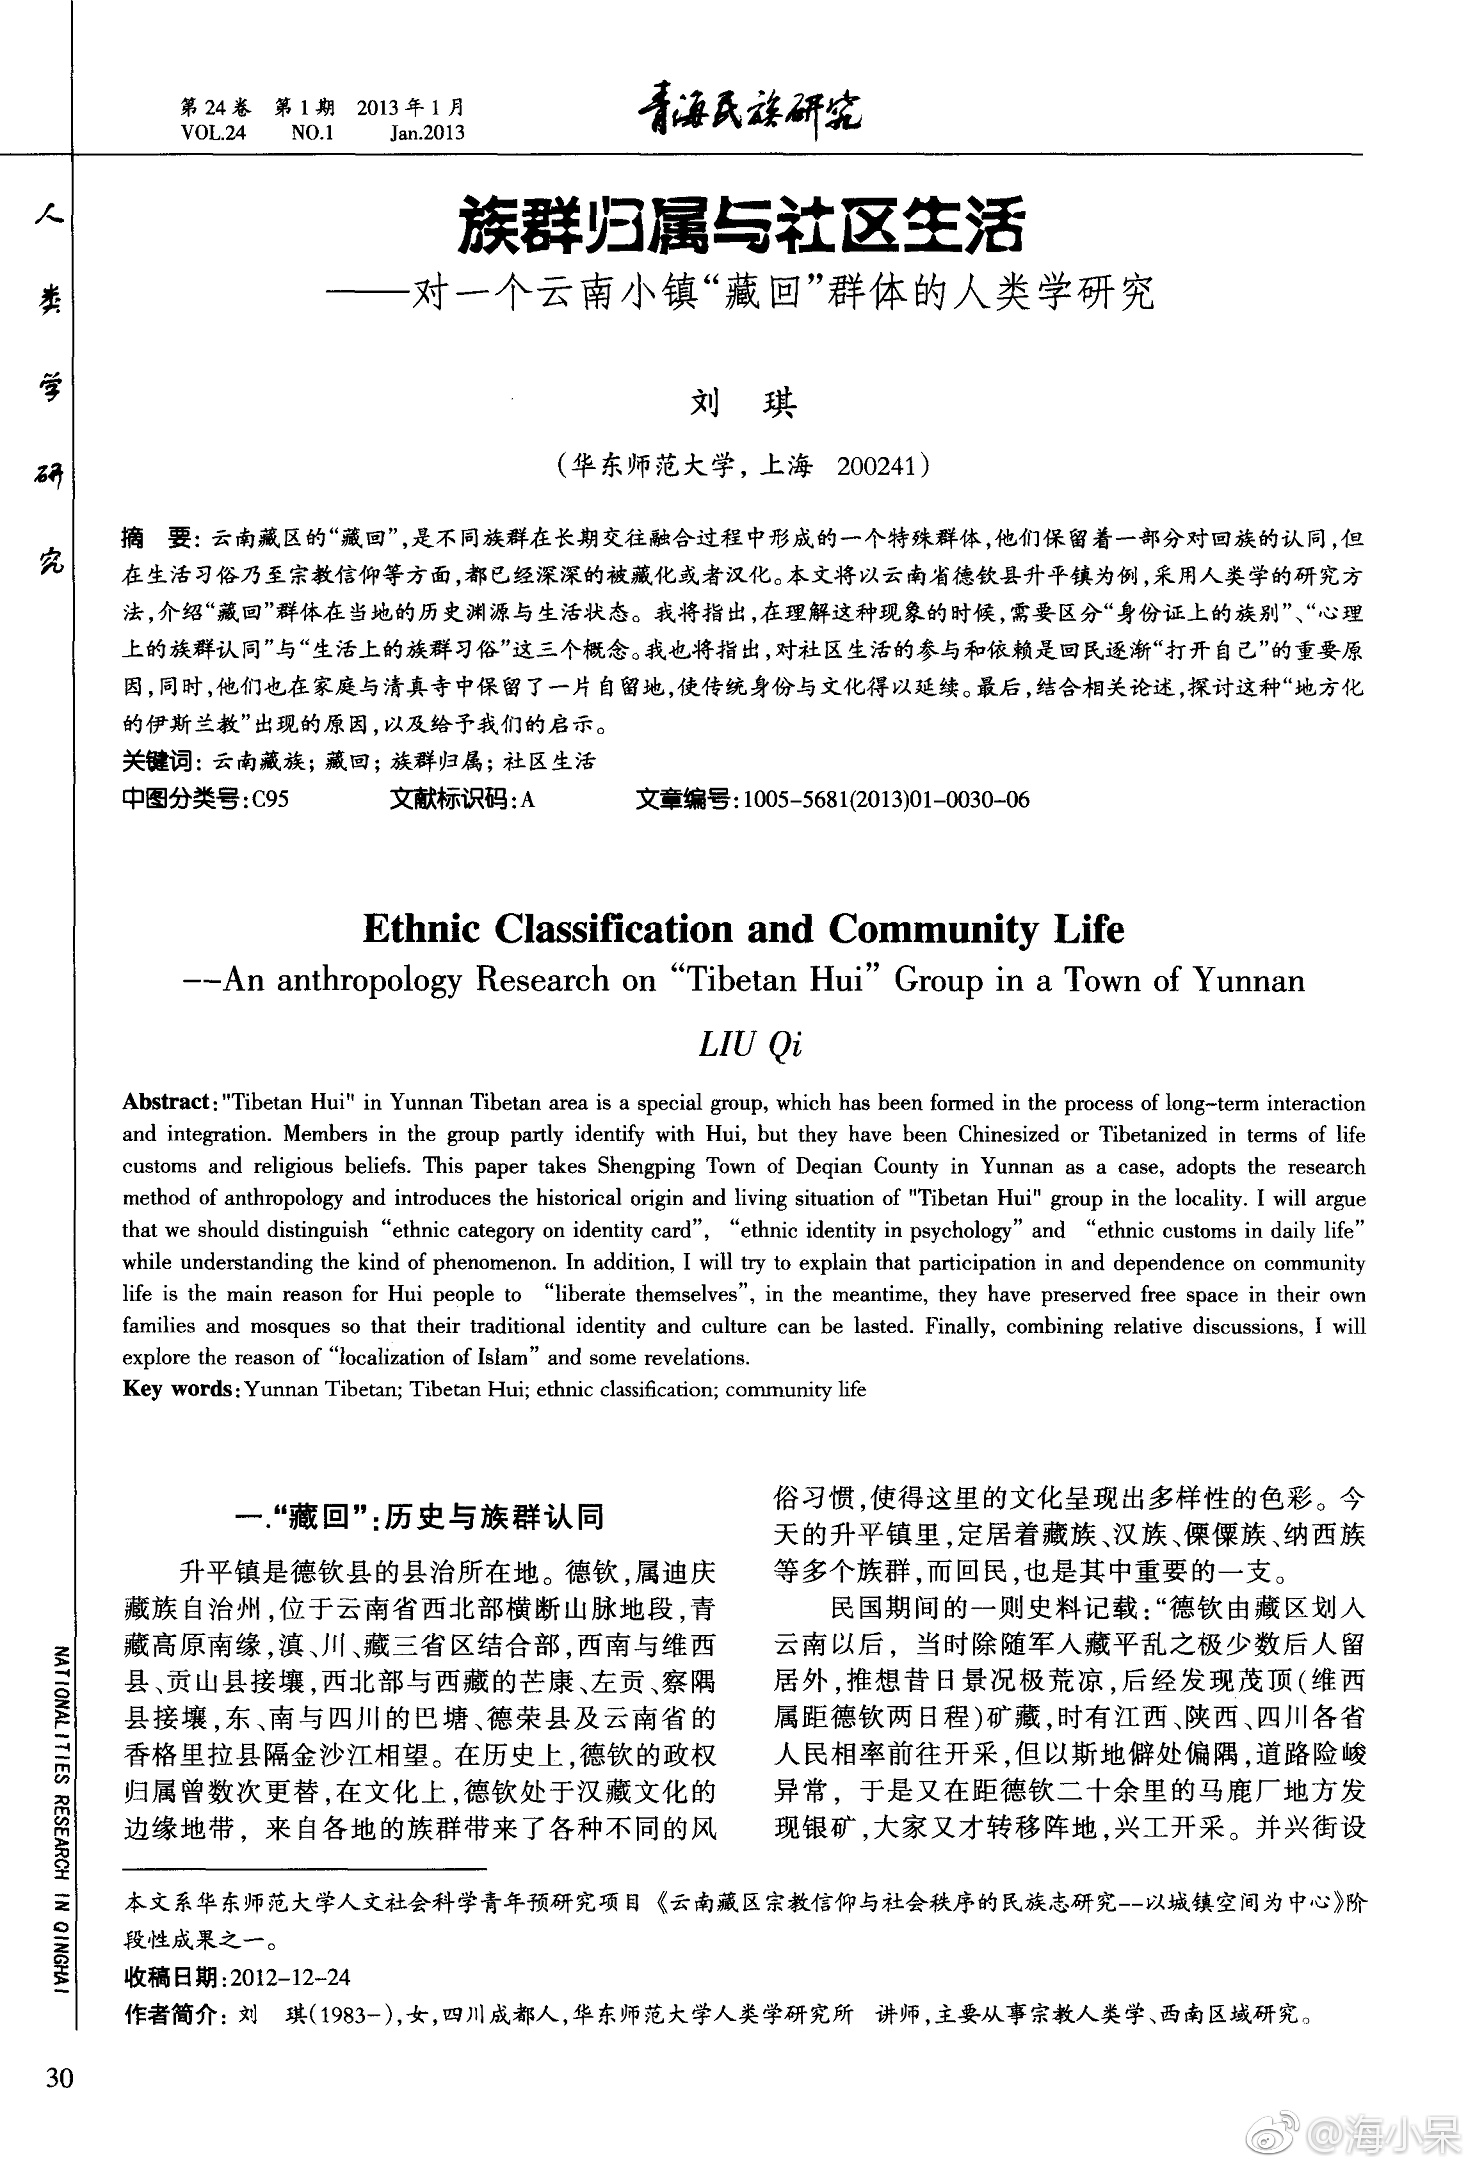 第24卷 第1期 2013年1月
VOL.24 NO.1 Jan.2013
青海民族研究
人类学研究
族群归属与社区生活
——对一个云南小镇“藏回”群体的人类学研究
刘 琪
(华东师范大学, 上海 200241)
摘 要: 云南藏区的“藏回”,是不同族群在长期交往融合过程中形成的一个特殊群体,他们保留着一部分对回族的认同,但
在生活习俗乃至宗教信仰等方面,都已经深深的被藏化或者汉化。本文将以云南省德钦县升平镇为例,采用人类学的研究方
法,介绍“藏回”群体在当地的历史渊源与生活状态。我将指出,在理解这种现象的时候,需要区分“身份证上的族别”、“心理
上的族群认同”与“生活上的族群习俗”这三个概念。我也将指出,对社区生活的参与和依赖是回民逐渐“打开自己”的重要原
因,同时,他们也在家庭与清真寺中保留了一片自留地,使传统身份与文化得以延续。最后,结合相关论述,探讨这种“地方化
的伊斯兰教”出现的原因,以及给予我们的启示。
关键词: 云南藏族; 藏回; 族群归属; 社区生活
中图分类号:C95 文献标识码:A 文章编号:1005-5681(2013)01-0030-06
Ethnic Classification and Community Life
--An anthropology Research on “Tibetan Hui” Group in a Town of Yunnan
LIU Qi
Abstract:"Tibetan Hui" in Yunnan Tibetan area is a special group, which has been formed in the process of long-term interaction
and integration. Members in the group partly identify with Hui, but they have been Chinesized or Tibetanized in terms of life
customs and religious beliefs. This paper takes Shengping Town of Deqian County in Yunnan as a case, adopts the research
method of anthropology and introduces the historical origin and living situation of "Tibetan Hui" group in the locality. I will argue
that we should distinguish “ethnic category on identity card”, “ethnic identity in psychology” and “ethnic customs in daily life”
while understanding the kind of phenomenon. In addition, I will try to explain that participation in and dependence on community
life is the main reason for Hui people to “liberate themselves”, in the meantime, they have preserved free space in their own
families and mosques so that their traditional identity and culture can be lasted. Finally, combining relative discussions, I will
explore the reason of “localization of Islam” and some revelations.
Key words:Yunnan Tibetan; Tibetan Hui; ethnic classification; community life
一.“藏回”:历史与族群认同
升平镇是德钦县的县治所在地。德钦,属迪庆
藏族自治州,位于云南省西北部横断山脉地段,青
藏高原南缘,滇、川、藏三省区结合部,西南与维西
县、贡山县接壤,西北部与西藏的芒康、左贡、察隅
县接壤,东、南与四川的巴塘、德荣县及云南省的
香格里拉县隔金沙江相望。在历史上,德钦的政权
归属曾数次更替,在文化上,德钦处于汉藏文化的
边缘地带, 来自各地的族群带来了各种不同的风
俗习惯,使得这里的文化呈现出多样性的色彩。今
天的升平镇里,定居着藏族、汉族、傈僳族、纳西族
等多个族群,而回民,也是其中重要的一支。
民国期间的一则史料记载:“德钦由藏区划入
云南以后, 当时除随军入藏平乱之极少数后人留
居外,推想昔日景况极荒凉,后经发现茂顶(维西
属距德钦两日程)矿藏,时有江西、陕西、四川各省
人民相率前往开采,但以斯地僻处偏隅,道路险峻
异常, 于是又在距德钦二十余里的马鹿厂地方发
现银矿,大家又才转移阵地,兴工开采。并兴街设
本文系华东师范大学人文社会科学青年预研究项目《云南藏区宗教信仰与社会秩序的民族志研究--以城镇空间为中心》阶
段性成果之一。
收稿日期:2012-12-24
作者简介: 刘 琪(1983-),女,四川成都人,华东师范大学人类学研究所 讲师,主要从事宗教人类学、西南区域研究。
NATIONALITIES RESEARCH IN QINGHAI
30
@海小呆